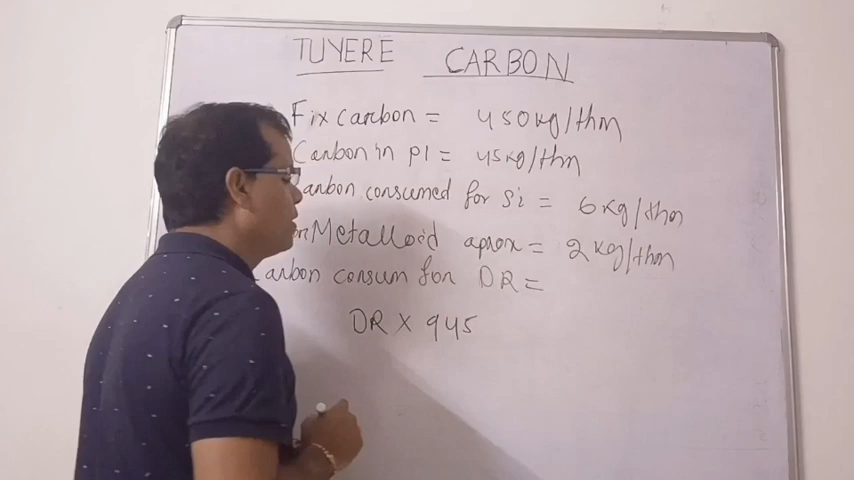 TUYERE CARBON
Fix carbon = 450kg/thm
Carbon in PI = 45kg/thm
arbon consumed for Si = 6kg/thm
Metalloid aprox = 2kg/thm
arbon consum for DR =
DR X 945